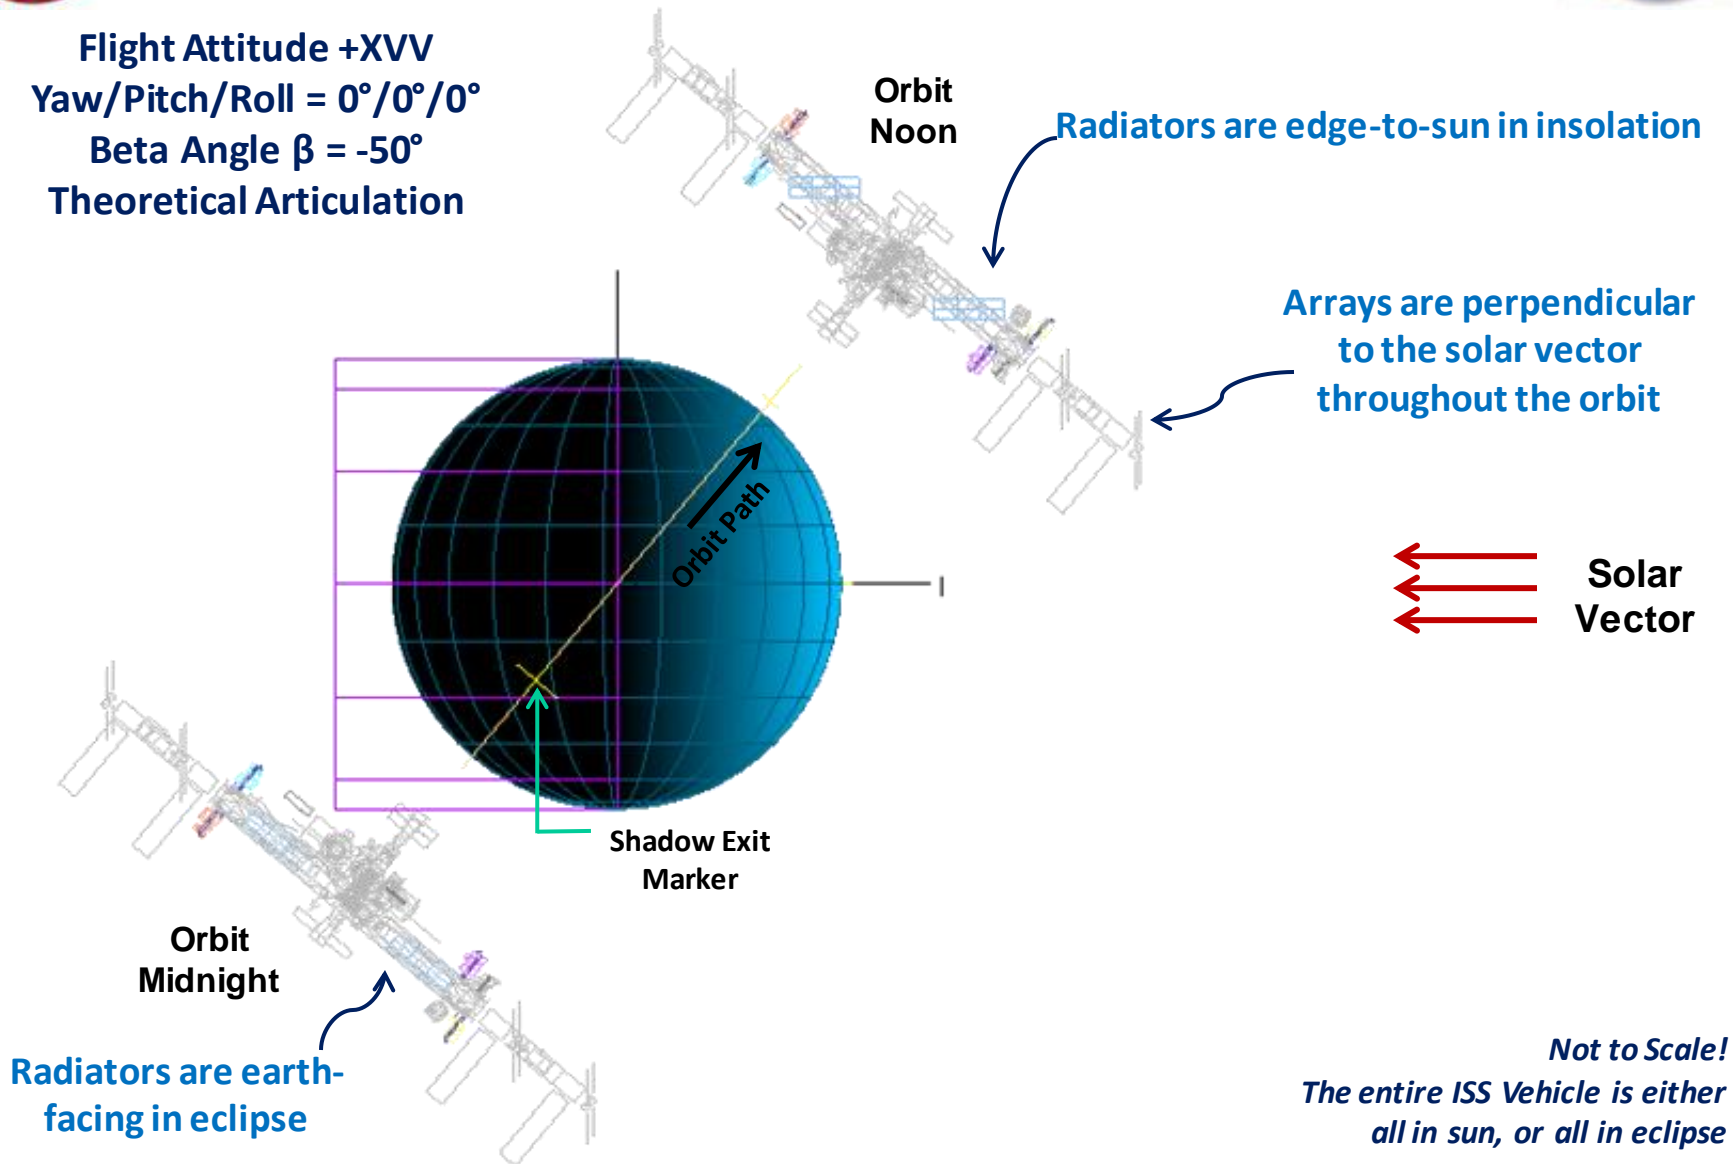 Flight Attitude +XVV
Yaw/Pitch/Roll = 0°/0°/0°
Beta Angle β = -50°
Theoretical Articulation
Orbit
Noon
Radiators are edge-to-sun in insolation
Arrays are perpendicular
to the solar vector
throughout the orbit
Orbit Path
Solar
Vector
Shadow Exit
Marker
Orbit
Midnight
Radiators are earth-
facing in eclipse
Not to Scale!
The entire ISS Vehicle is either
all in sun, or all in eclipse